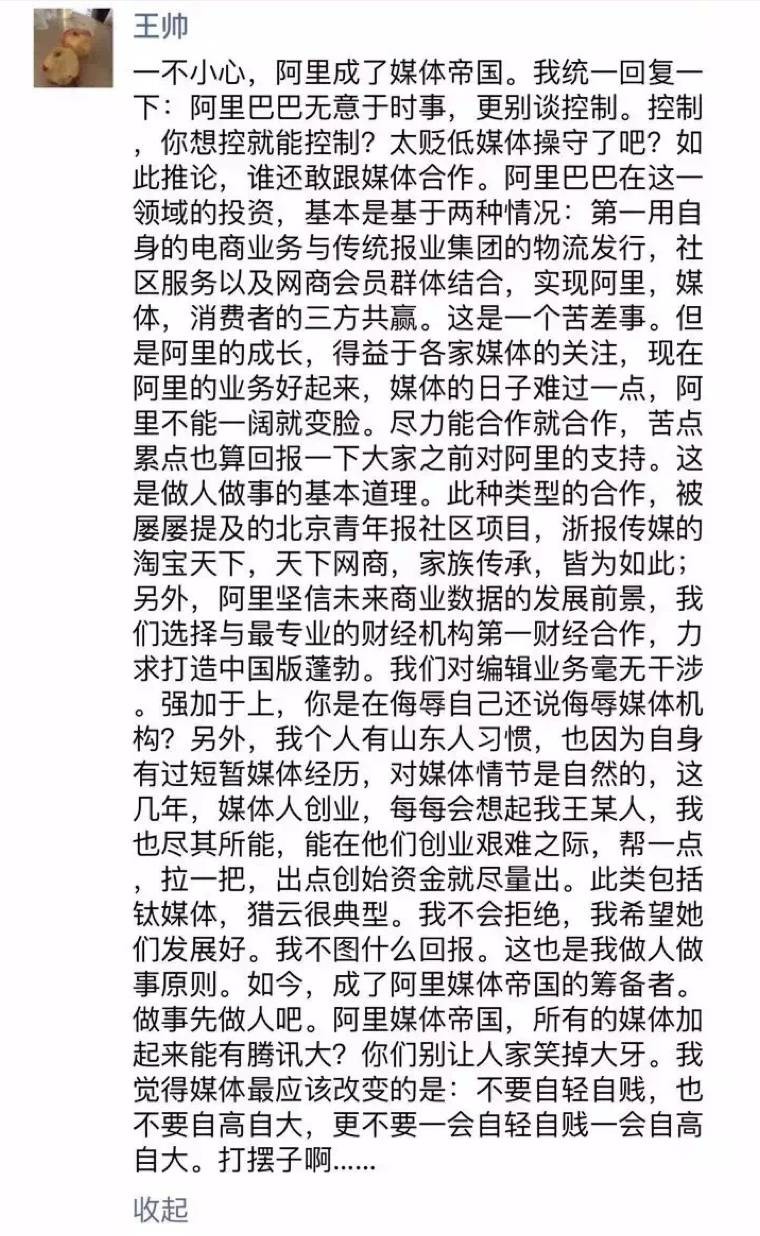 王帅
一不小心，阿里成了媒体帝国。我统一回复一
下：阿里巴巴无意于时事，更别谈控制。控制
，你想控就能控制？太贬低媒体操守了吧？如
此推论，谁还敢跟媒体合作。阿里巴巴在这一
领域的投资，基本是基于两种情况：第一用自
身的电商业务与传统报业集团的物流发行，社
区服务以及网商会员群体结合，实现阿里，媒
体，消费者的三方共赢。这是一个苦差事。但
是阿里的成长，得益于各家媒体的关注，现在
阿里的业务好起来，媒体的日子难过一点，阿
里不能一阔就变脸。尽力能合作就合作，苦点
累点也算回报一下大家之前对阿里的支持。这
是做人做事的基本道理。此种类型的合作，被
屡屡提及的北京青年报社区项目，浙报传媒的
淘宝天下，天下网商，家族传承，皆为如此；
另外，阿里坚信未来商业数据的发展前景，我
们选择与最专业的财经机构第一财经合作，力
求打造中国版蓬勃。我们对编辑业务毫无干涉
。强加于上，你是在侮辱自己还说侮辱媒体机
构？另外，我个人有山东人习惯，也因为自身
有过短暂媒体经历，对媒体情节是自然的，这
几年，媒体人创业，每每会想起我王某人，我
也尽其所能，能在他们创业艰难之际，帮一点
，拉一把，出点创始资金就尽量出。此类包括
钛媒体，猎云很典型。我不会拒绝，我希望她
们发展好。我不图什么回报。这也是我做人做
事原则。如今，成了阿里媒体帝国的筹备者。
做事先做人吧。阿里媒体帝国，所有的媒体加
起来能有腾讯大？你们别让人家笑掉大牙。我
觉得媒体最应该改变的是：不要自轻自贱，也
不要自高自大，更不要一会自轻自贱一会自高
自大。打摆子啊……
收起